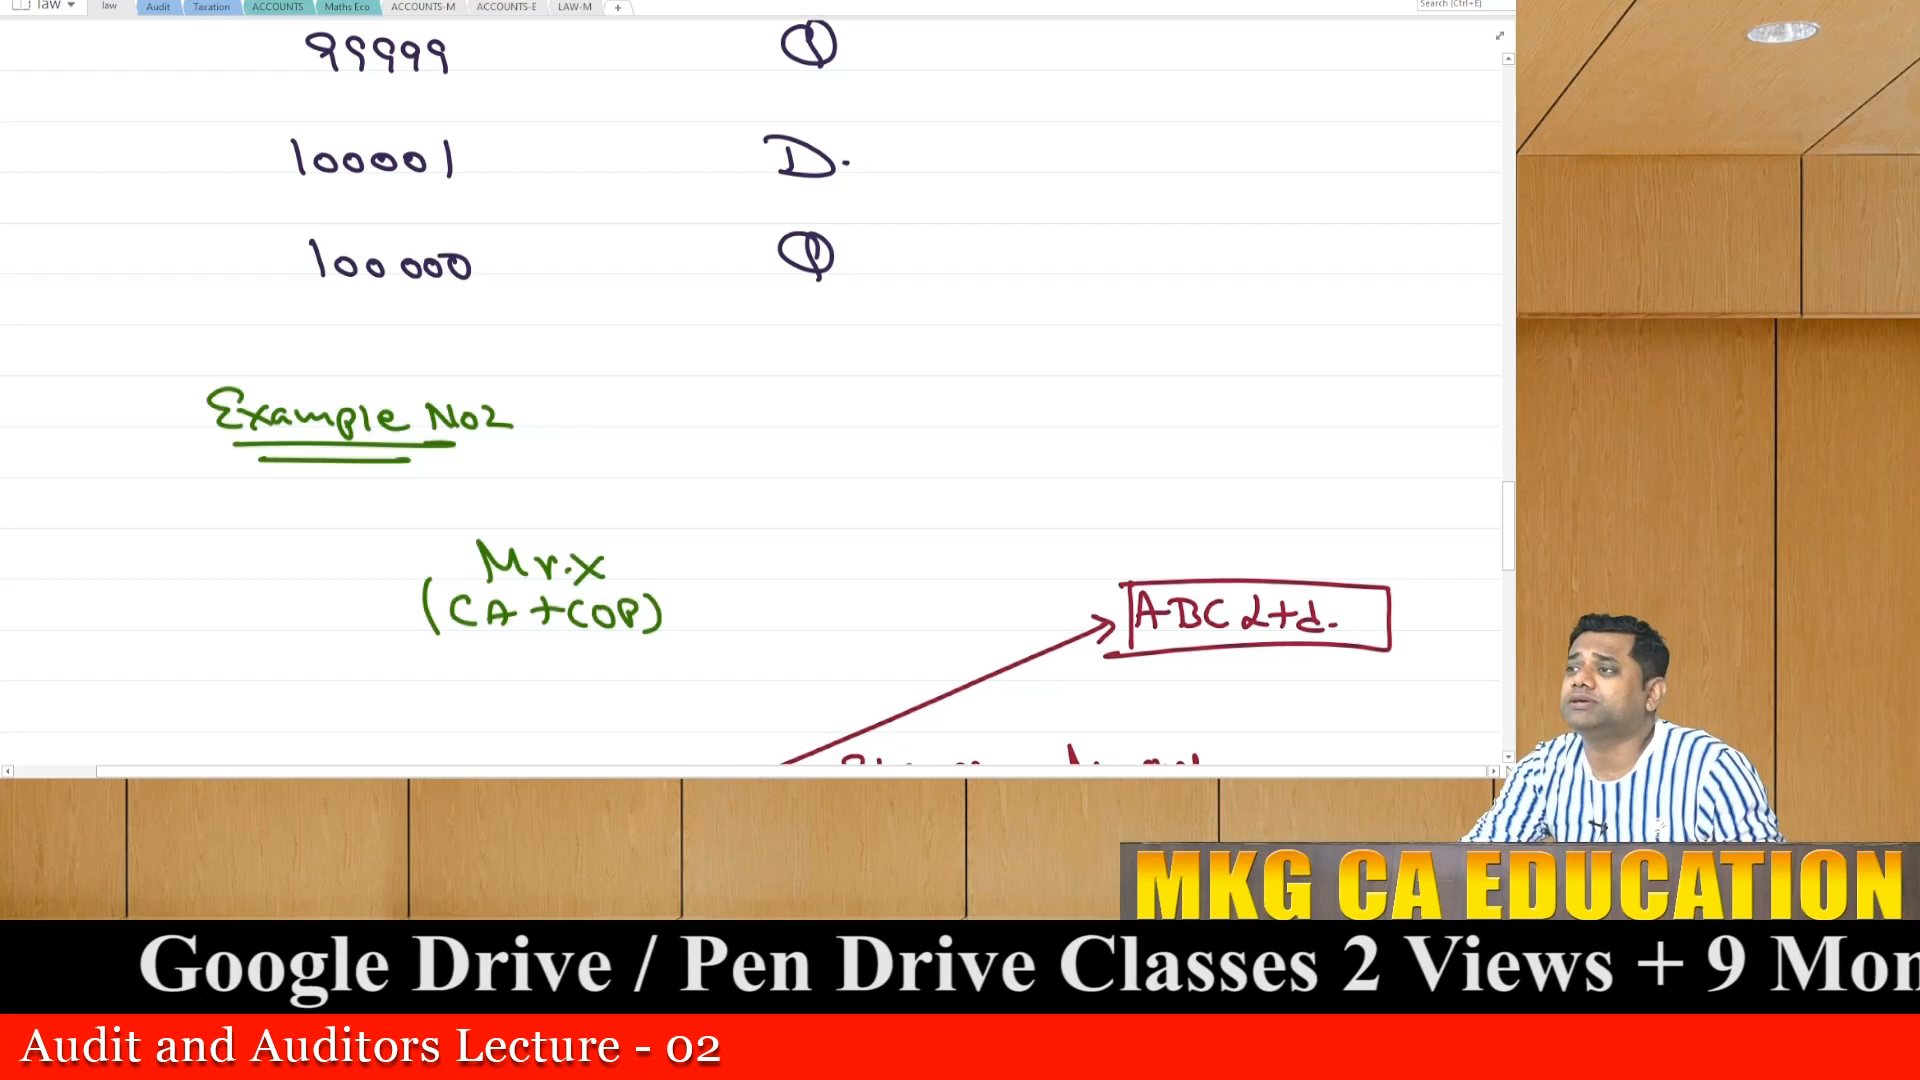 law
law Audit Taxation ACCOUNTS Maths Eco ACCOUNTS-M ACCOUNTS-E LAW-M +
Search (Ctrl+E)
99999 Q
100001 D.
100000 Q
Example No2
Mr. X
(CA + COP)
ABC Ltd.
MKG CA EDUCATION
Google Drive / Pen Drive Classes 2 Views + 9 Mon
Audit and Auditors Lecture - 02